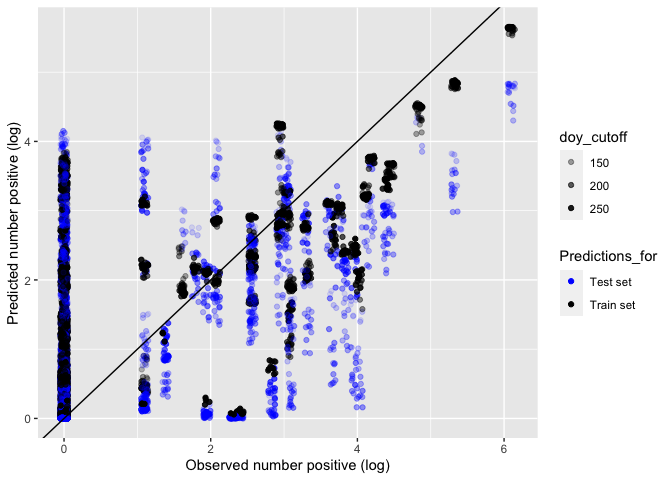 Predicted number positive (log)
4
2
0
0
2
4
6
Observed number positive (log)
doy_cutoff
150
200
250
Predictions_for
Test set
Train set